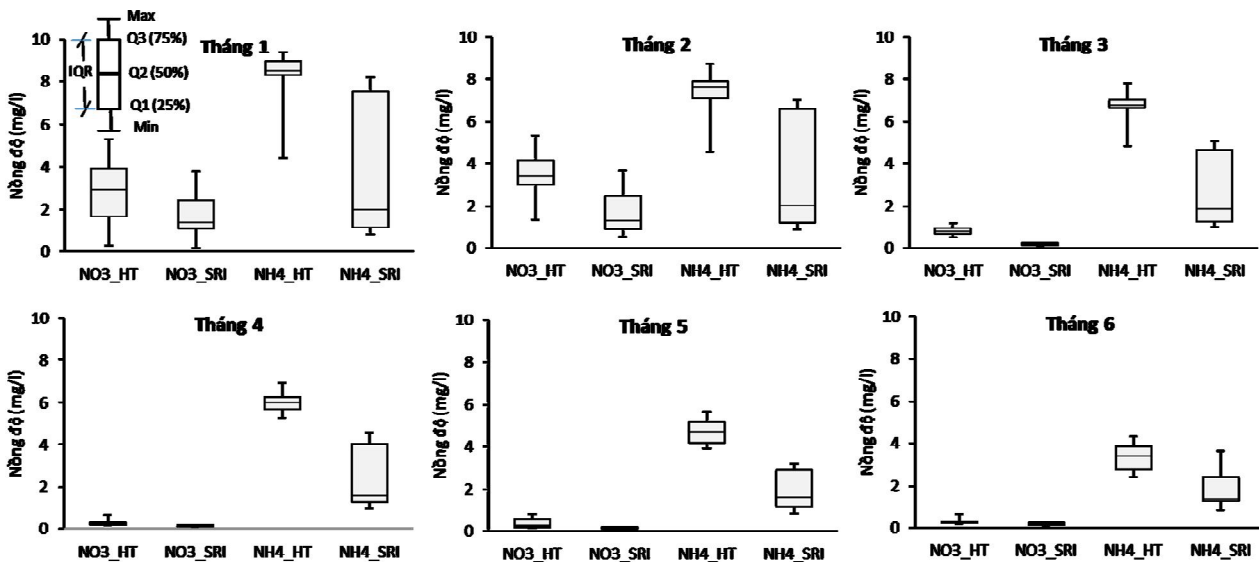 Max
Q3 (75%)
IQR
Q2 (50%)
Q1 (25%)
Min
Tháng 1
Nồng độ (mg/l)
10
8
6
4
2
0
NO3_HT NO3_SRI NH4_HT NH4_SRI
Tháng 2
Nồng độ (mg/l)
10
8
6
4
2
0
NO3_HT NO3_SRI NH4_HT NH4_SRI
Tháng 3
Nồng độ (mg/l)
10
8
6
4
2
0
NO3_HT NO3_SRI NH4_HT NH4_SRI
Tháng 4
Nồng độ (mg/l)
10
8
6
4
2
0
NO3_HT NO3_SRI NH4_HT NH4_SRI
Tháng 5
Nồng độ (mg/l)
10
8
6
4
2
0
NO3_HT NO3_SRI NH4_HT NH4_SRI
Tháng 6
Nồng độ (mg/l)
10
8
6
4
2
0
NO3_HT NO3_SRI NH4_HT NH4_SRI